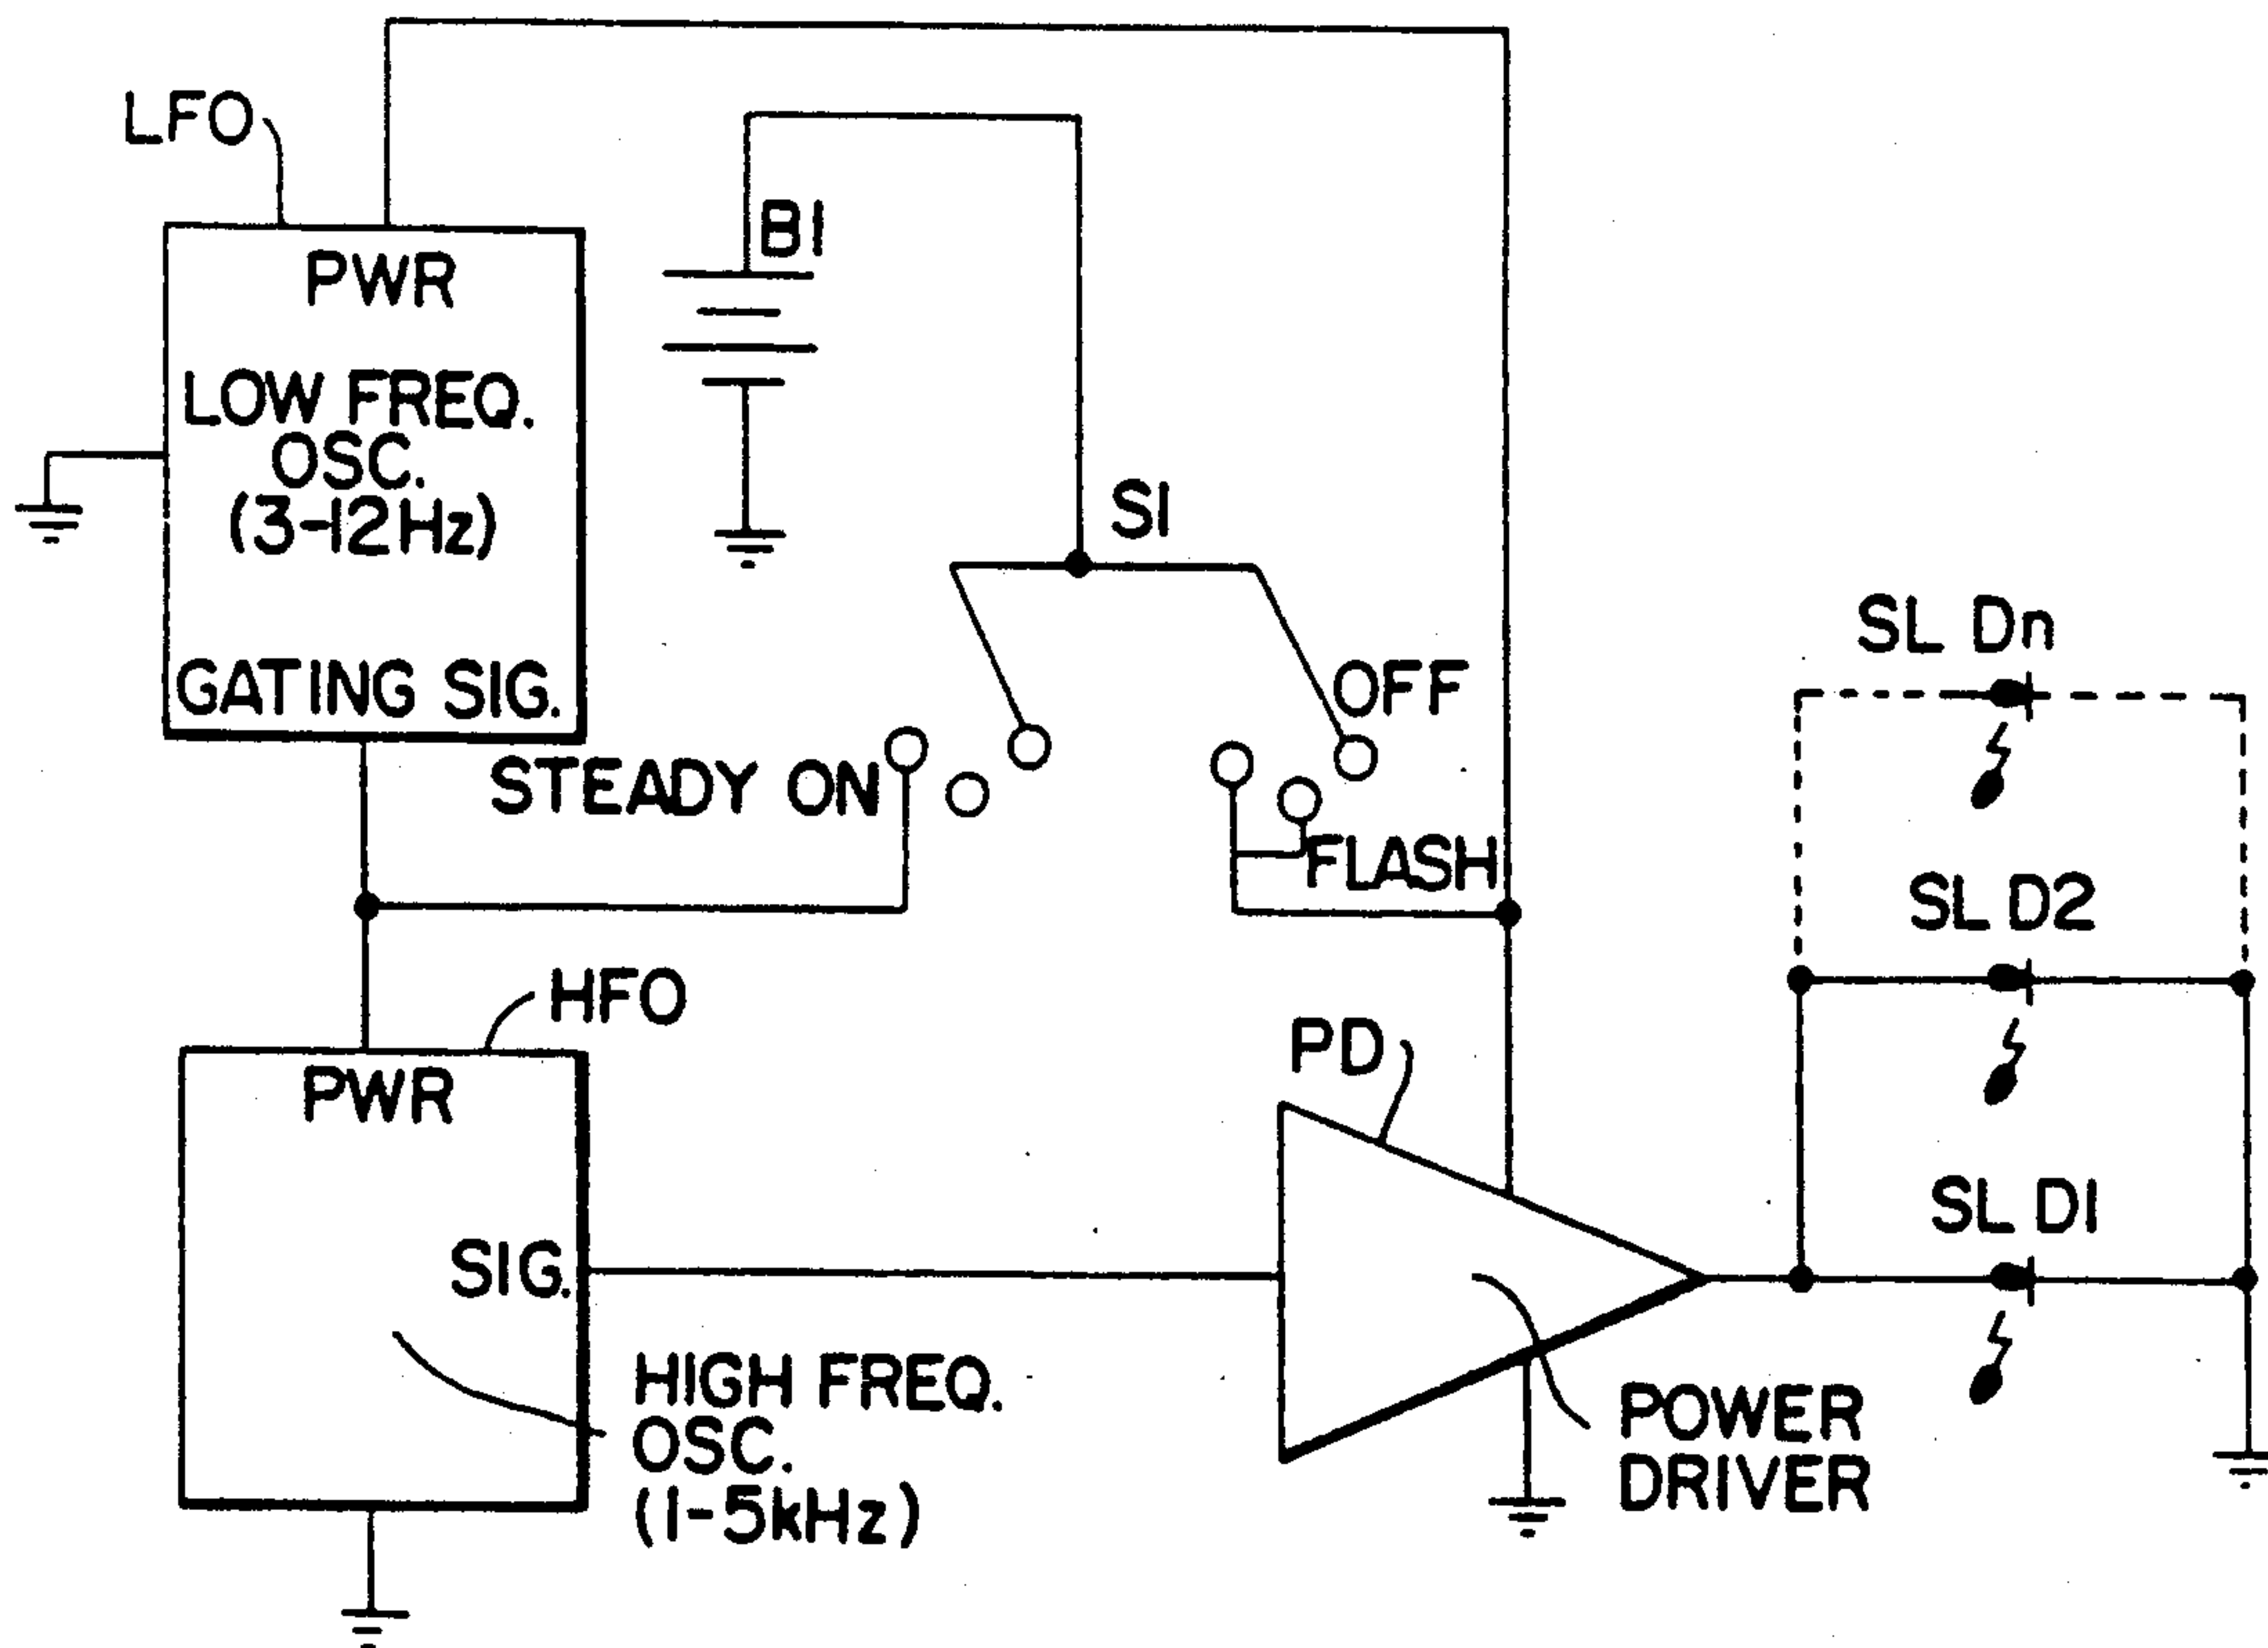 LFO
PWR
LOW FREQ.
OSC.
(3-12Hz)
GATING SIG.
B1
S1
OFF
STEADY ON
FLASH
SL Dn
SL D2
SL D1
HFO
PWR
SIG.
HIGH FREQ.
OSC.
(1-5kHz)
PD
POWER
DRIVER